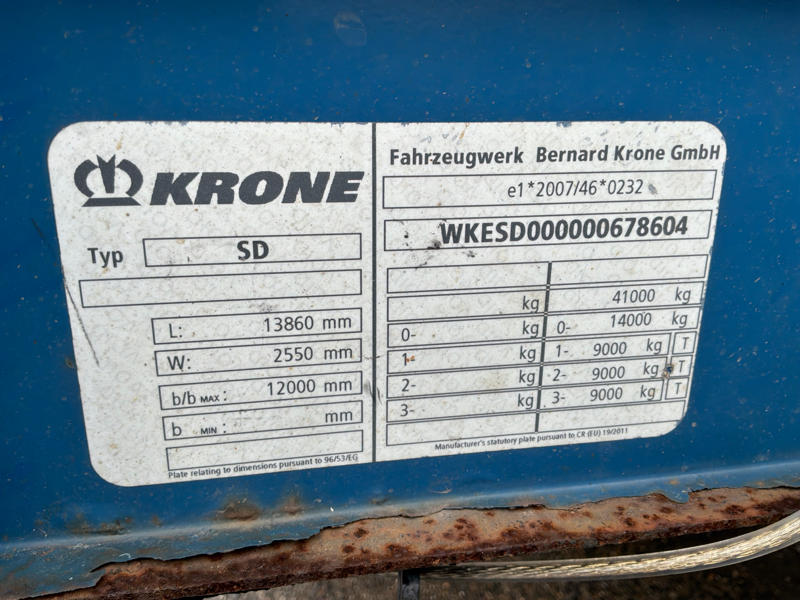 KRONE
Typ SD
L: 13860 mm
W: 2550 mm
b/b MAX: 12000 mm
b MIN: mm
Plate relating to dimensions pursuant to 96/53/EG
Fahrzeugwerk Bernard Krone GmbH
e1*2007/46*0232
WKESD000000678604
kg 41000 kg
0- kg 0- 14000 kg
1- kg 1- 9000 kg T
2- kg 2- 9000 kg T
3- kg 3- 9000 kg T
Manufacturer's statutory plate pursuant to CR (EU) 19/2011